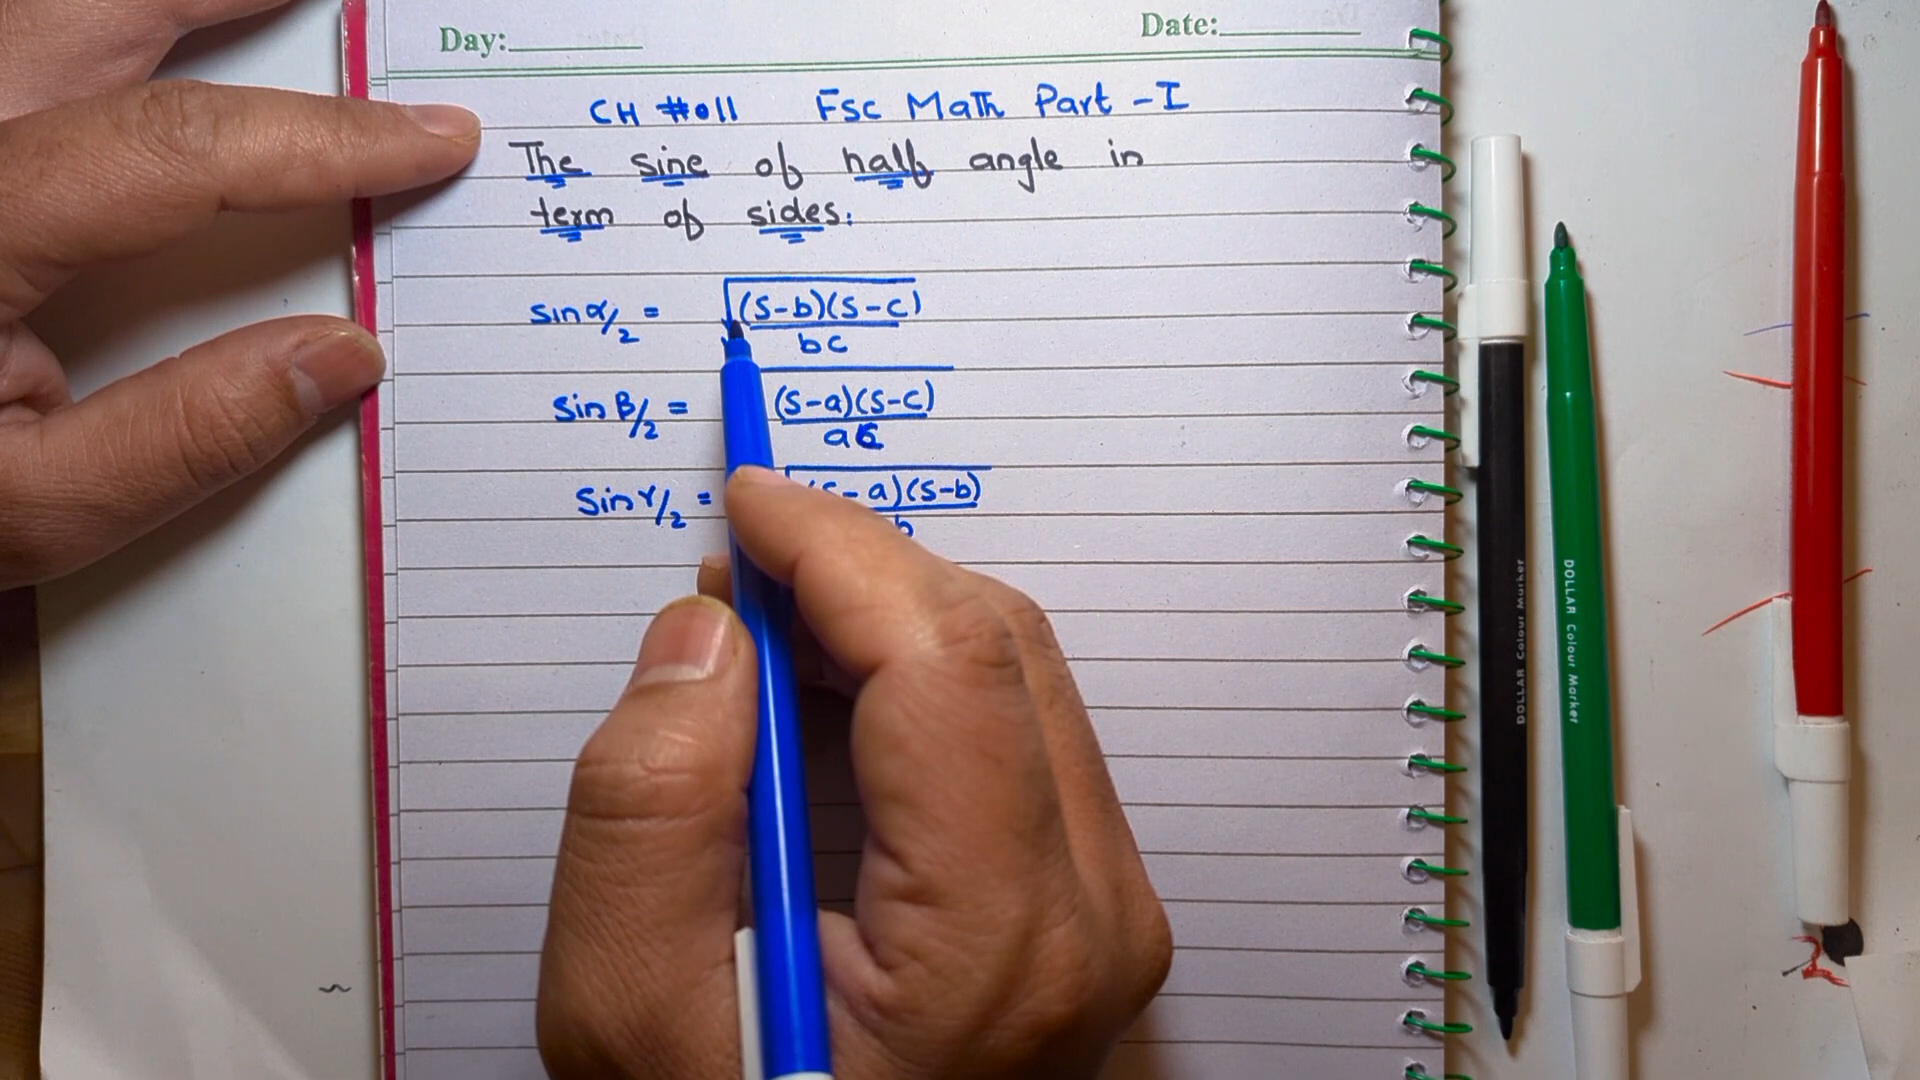 Day:
Date:
CH #011 Fsc Math Part -I
The sine of half angle in
term of sides:
sin α/2 = √(s-b)(s-c)
bc
sin β/2 = (s-a)(s-c)
ac
sin γ/2 = - a)(s-b)
b
DOLLAR Colour Marker
DOLLAR Colour Marker